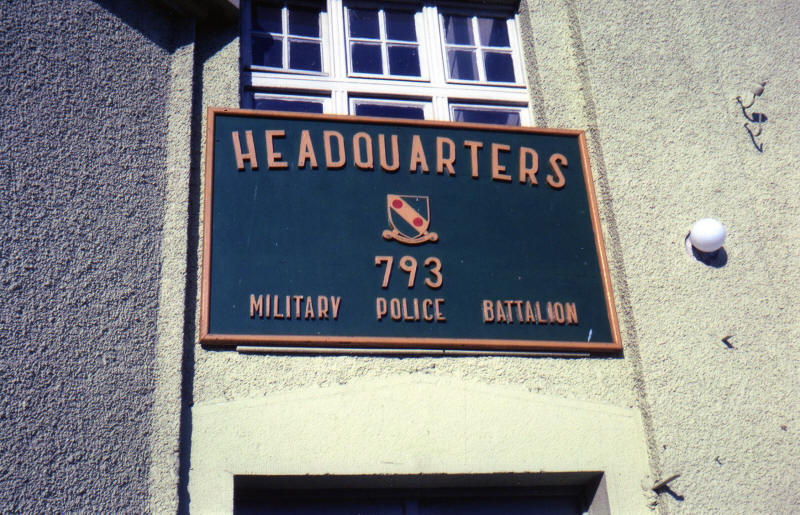 HEADQUARTERS
793
MILITARY POLICE BATTALION